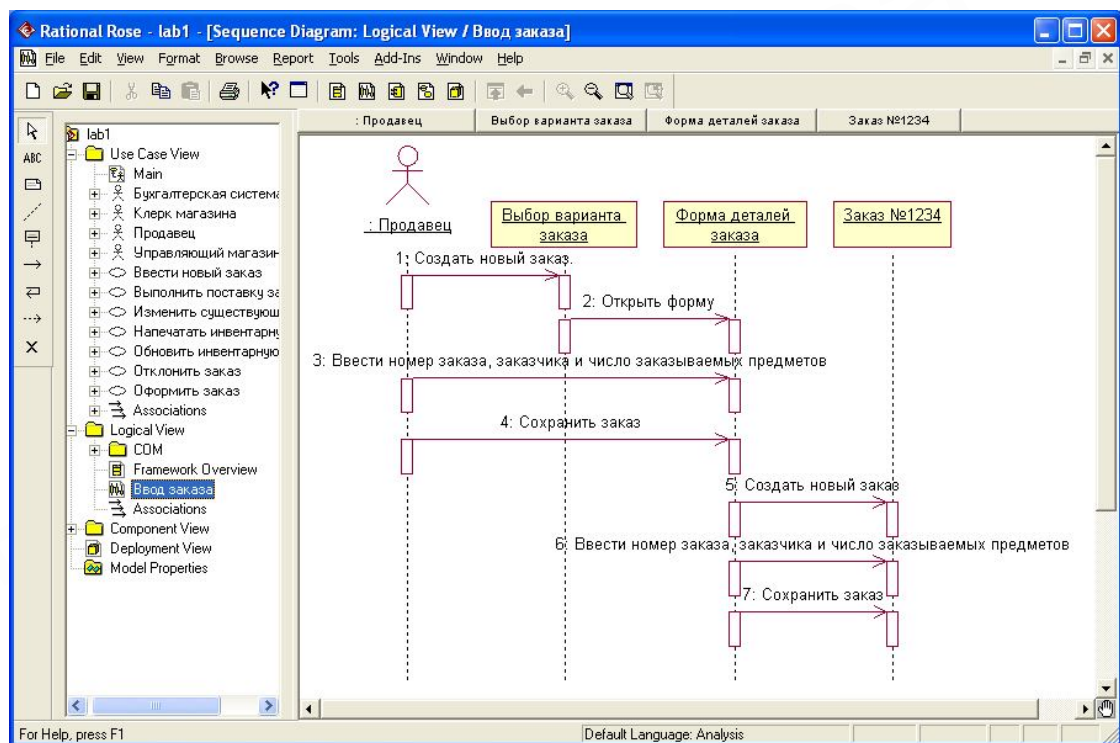 Rational Rose - lab1 - [Sequence Diagram: Logical View / Ввод заказа]
File Edit View Format Browse Report Tools Add-Ins Window Help
: Продавец
Выбор варианта заказа
Форма деталей заказа
Заказ №1234
ABC
lab1
Use Case View
Main
Бухгалтерская система
Клерк магазина
Продавец
Управляющий магазин
Ввести новый заказ
Выполнить поставку за
Изменить существующ
Напечатать инвентарну
Обновить инвентарную
Отклонить заказ
Оформить заказ
Associations
Logical View
COM
Framework Overview
Ввод заказа
Associations
Component View
Deployment View
Model Properties
: Продавец
Выбор варианта
заказа
Форма деталей
заказа
Заказ №1234
1: Создать новый заказ.
2: Открыть форму
3: Ввести номер заказа, заказчика и число заказываемых предметов
4: Сохранить заказ
5: Создать новый заказ
6: Ввести номер заказа, заказчика и число заказываемых предметов
7: Сохранить заказ
For Help, press F1
Default Language: Analysis